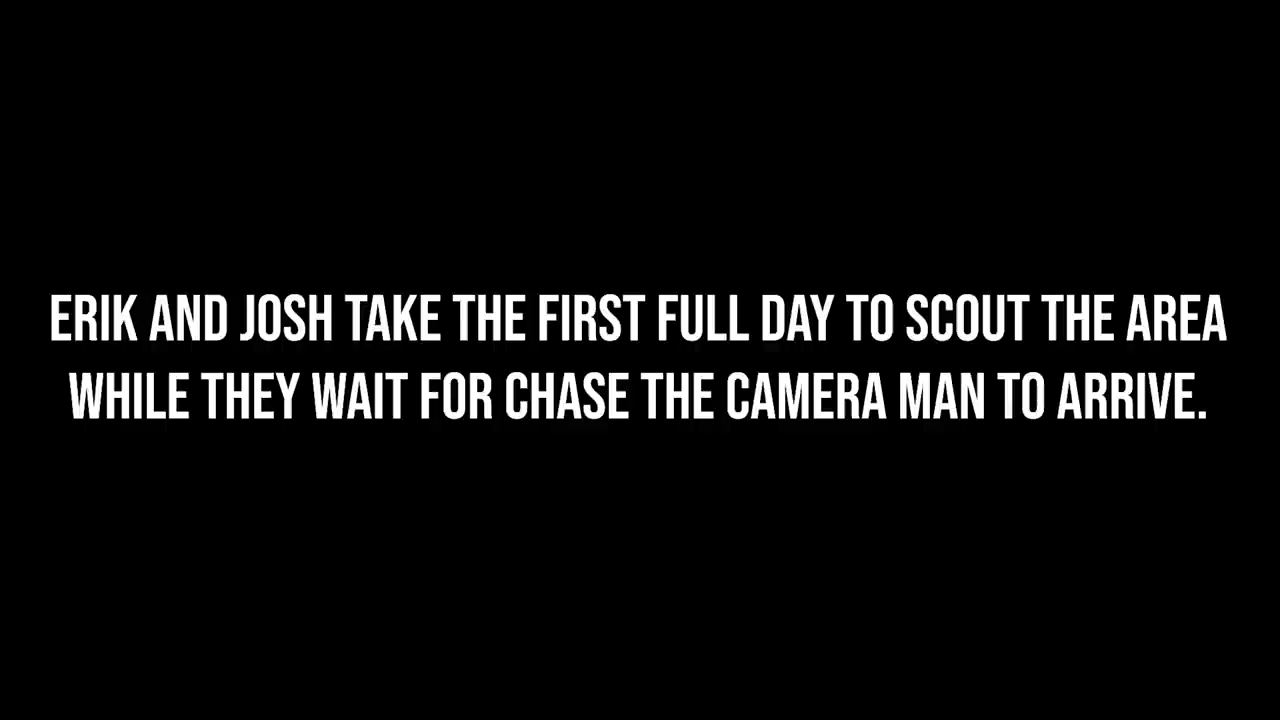 ERIK AND JOSH TAKE THE FIRST FULL DAY TO SCOUT THE AREA
WHILE THEY WAIT FOR CHASE THE CAMERA MAN TO ARRIVE.